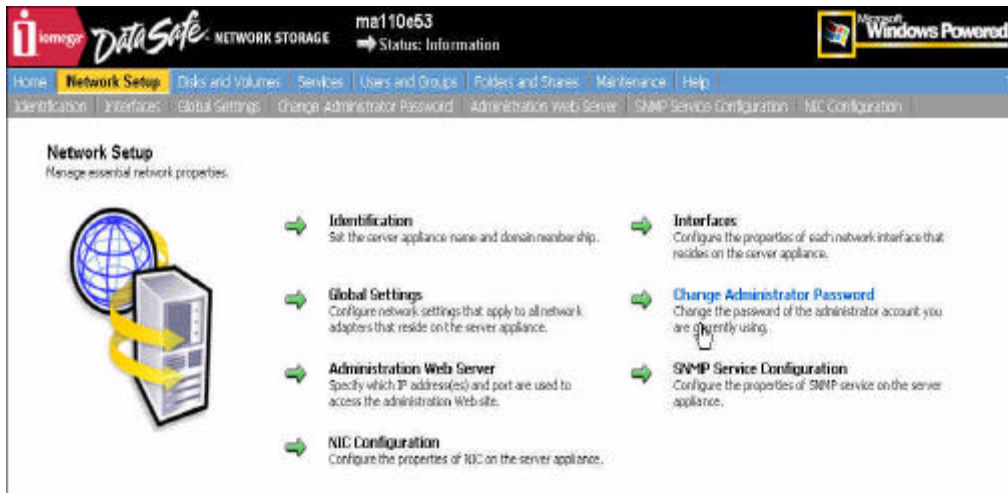 iomega DataSafe NETWORK STORAGE
ma110e53
Status: Information
Microsoft
Windows Powered
Home Network Setup Disks and Volumes Services Users and Groups Folders and Shares Maintenance Help
Identification Interfaces Global Settings Change Administrator Password Administration Web Server SNMP Service Configuration NIC Configuration
Network Setup
Manage essential network properties.
Identification
Set the server appliance name and domain membership.
Interfaces
Configure the properties of each network interface that
resides on the server appliance.
Global Settings
Configure network settings that apply to all network
adapters that reside on the server appliance.
Change Administrator Password
Change the password of the administrator account you
are currently using.
Administration Web Server
Specify which IP address(es) and port are used to
access the administration Web site.
SNMP Service Configuration
Configure the properties of SNMP service on the server
appliance.
NIC Configuration
Configure the properties of NIC on the server appliance.